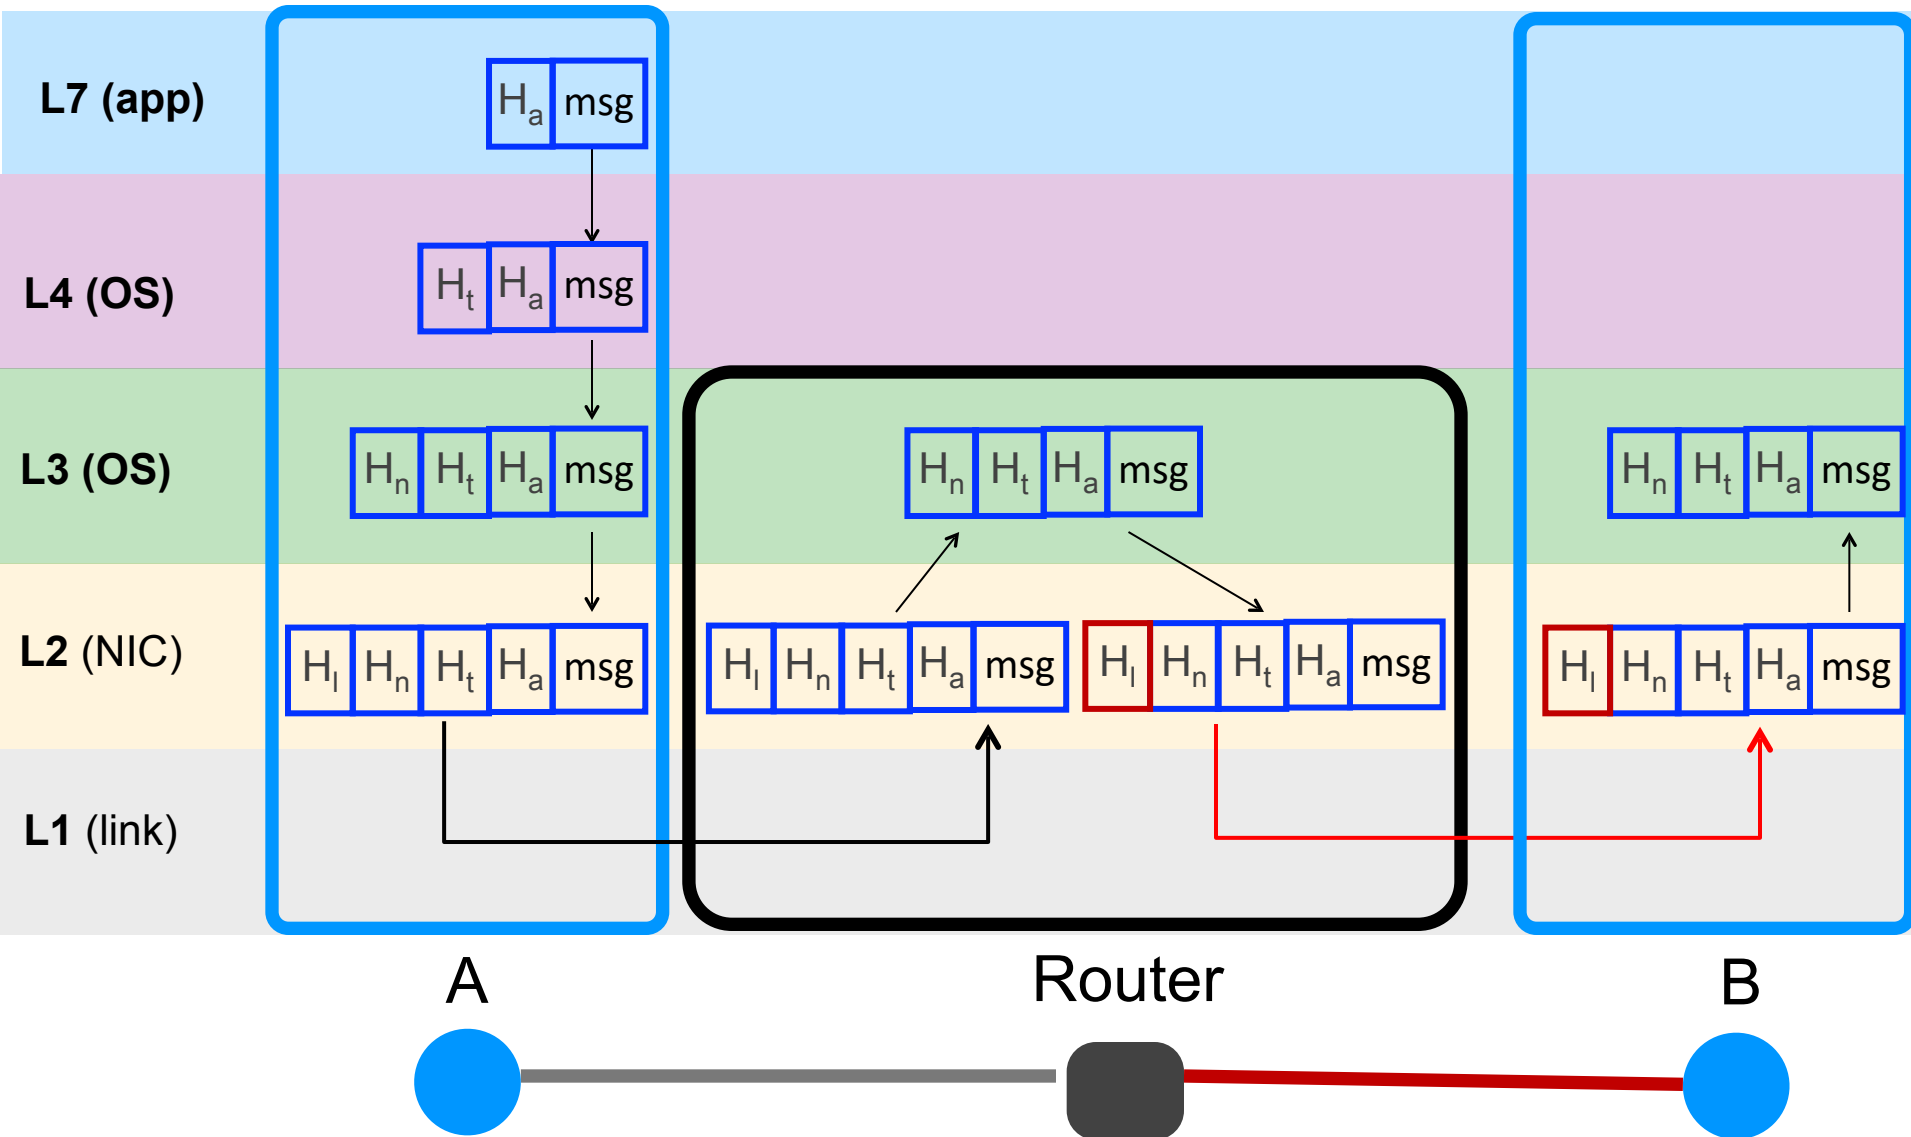 L7 (app)
Ha msg
L4 (OS)
Ht Ha msg
L3 (OS)
Hn Ht Ha msg
Hn Ht Ha msg
Hn Ht Ha msg
L2 (NIC)
Hl Hn Ht Ha msg
Hl Hn Ht Ha msg
Hl Hn Ht Ha msg
Hl Hn Ht Ha msg
L1 (link)
A
Router
B